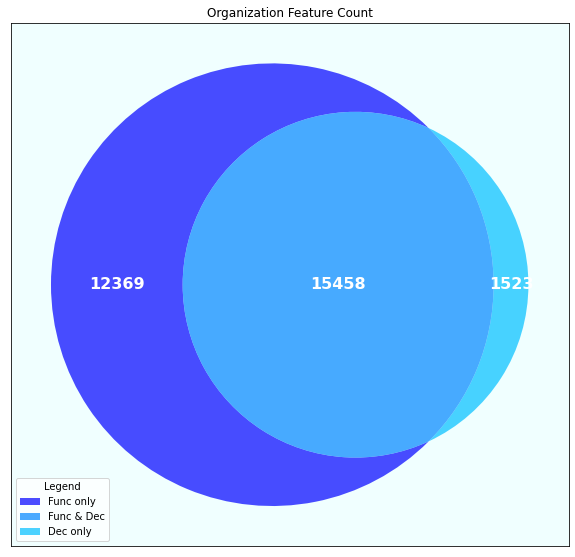 Organization Feature Count
12369
15458
1523
Legend
Func only
Func & Dec
Dec only